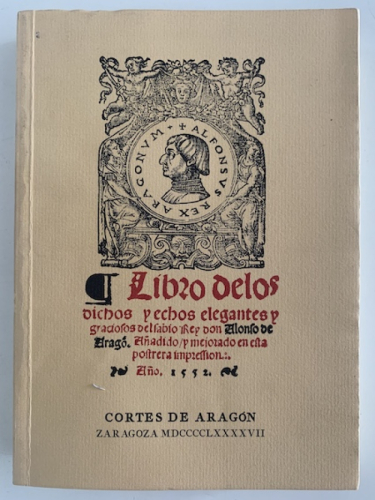 + ALFONSVS REX ARAGONVM ·
¶ Libro delos
dichos y echos elegantes y
graciosos del sabio Rey don Alonso de
Aragõ. Añadido / y mejorado en esta
postrera impression :.
Año. 1552.
CORTES DE ARAGÓN
ZARAGOZA MDCCCCLXXXXVII